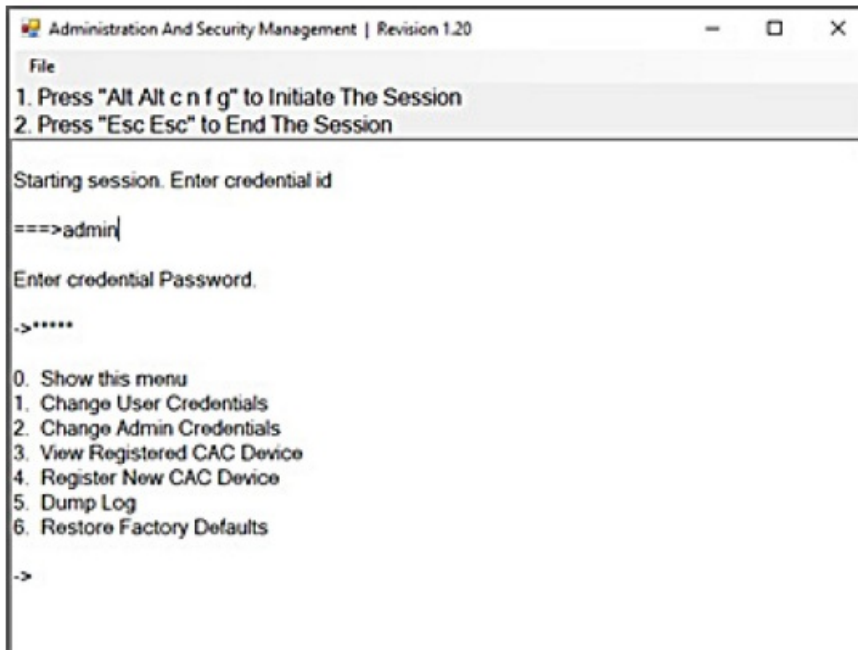 Administration And Security Management | Revision 1.20
File
1. Press "Alt Alt c n f g" to Initiate The Session
2. Press "Esc Esc" to End The Session
Starting session. Enter credential id
===>admin
Enter credential Password.
->*****
0. Show this menu
1. Change User Credentials
2. Change Admin Credentials
3. View Registered CAC Device
4. Register New CAC Device
5. Dump Log
6. Restore Factory Defaults
->